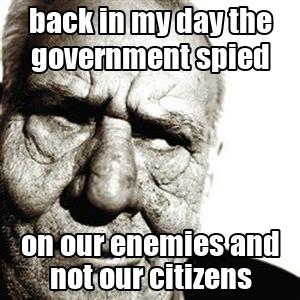 back in my day the
government spied
on our enemies and
not our citizens